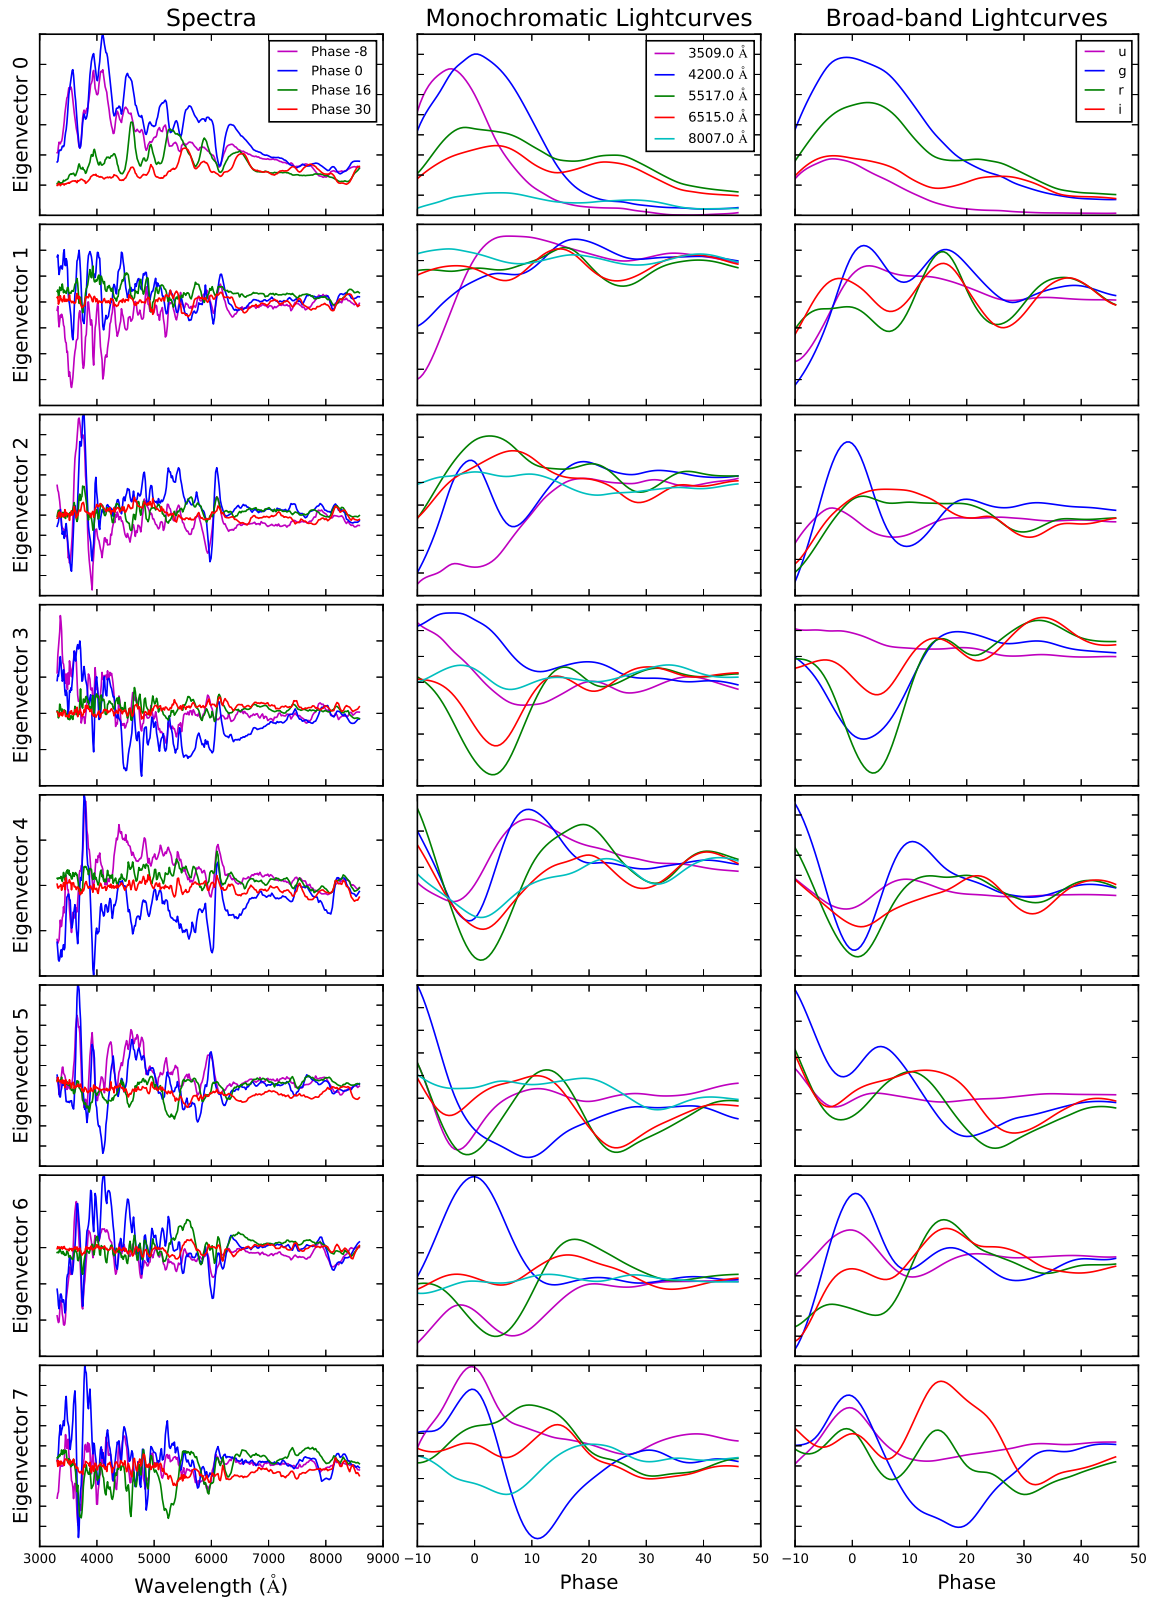 Spectra
Monochromatic Lightcurves
Broad-band Lightcurves
Eigenvector 0
Phase -8
Phase 0
Phase 16
Phase 30
3509.0 Å
4200.0 Å
5517.0 Å
6515.0 Å
8007.0 Å
u
g
r
i
Eigenvector 1
Eigenvector 2
Eigenvector 3
Eigenvector 4
Eigenvector 5
Eigenvector 6
Eigenvector 7
3000 4000 5000 6000 7000 8000 9000
−10 0 10 20 30 40 50
−10 0 10 20 30 40 50
Wavelength (Å)
Phase
Phase